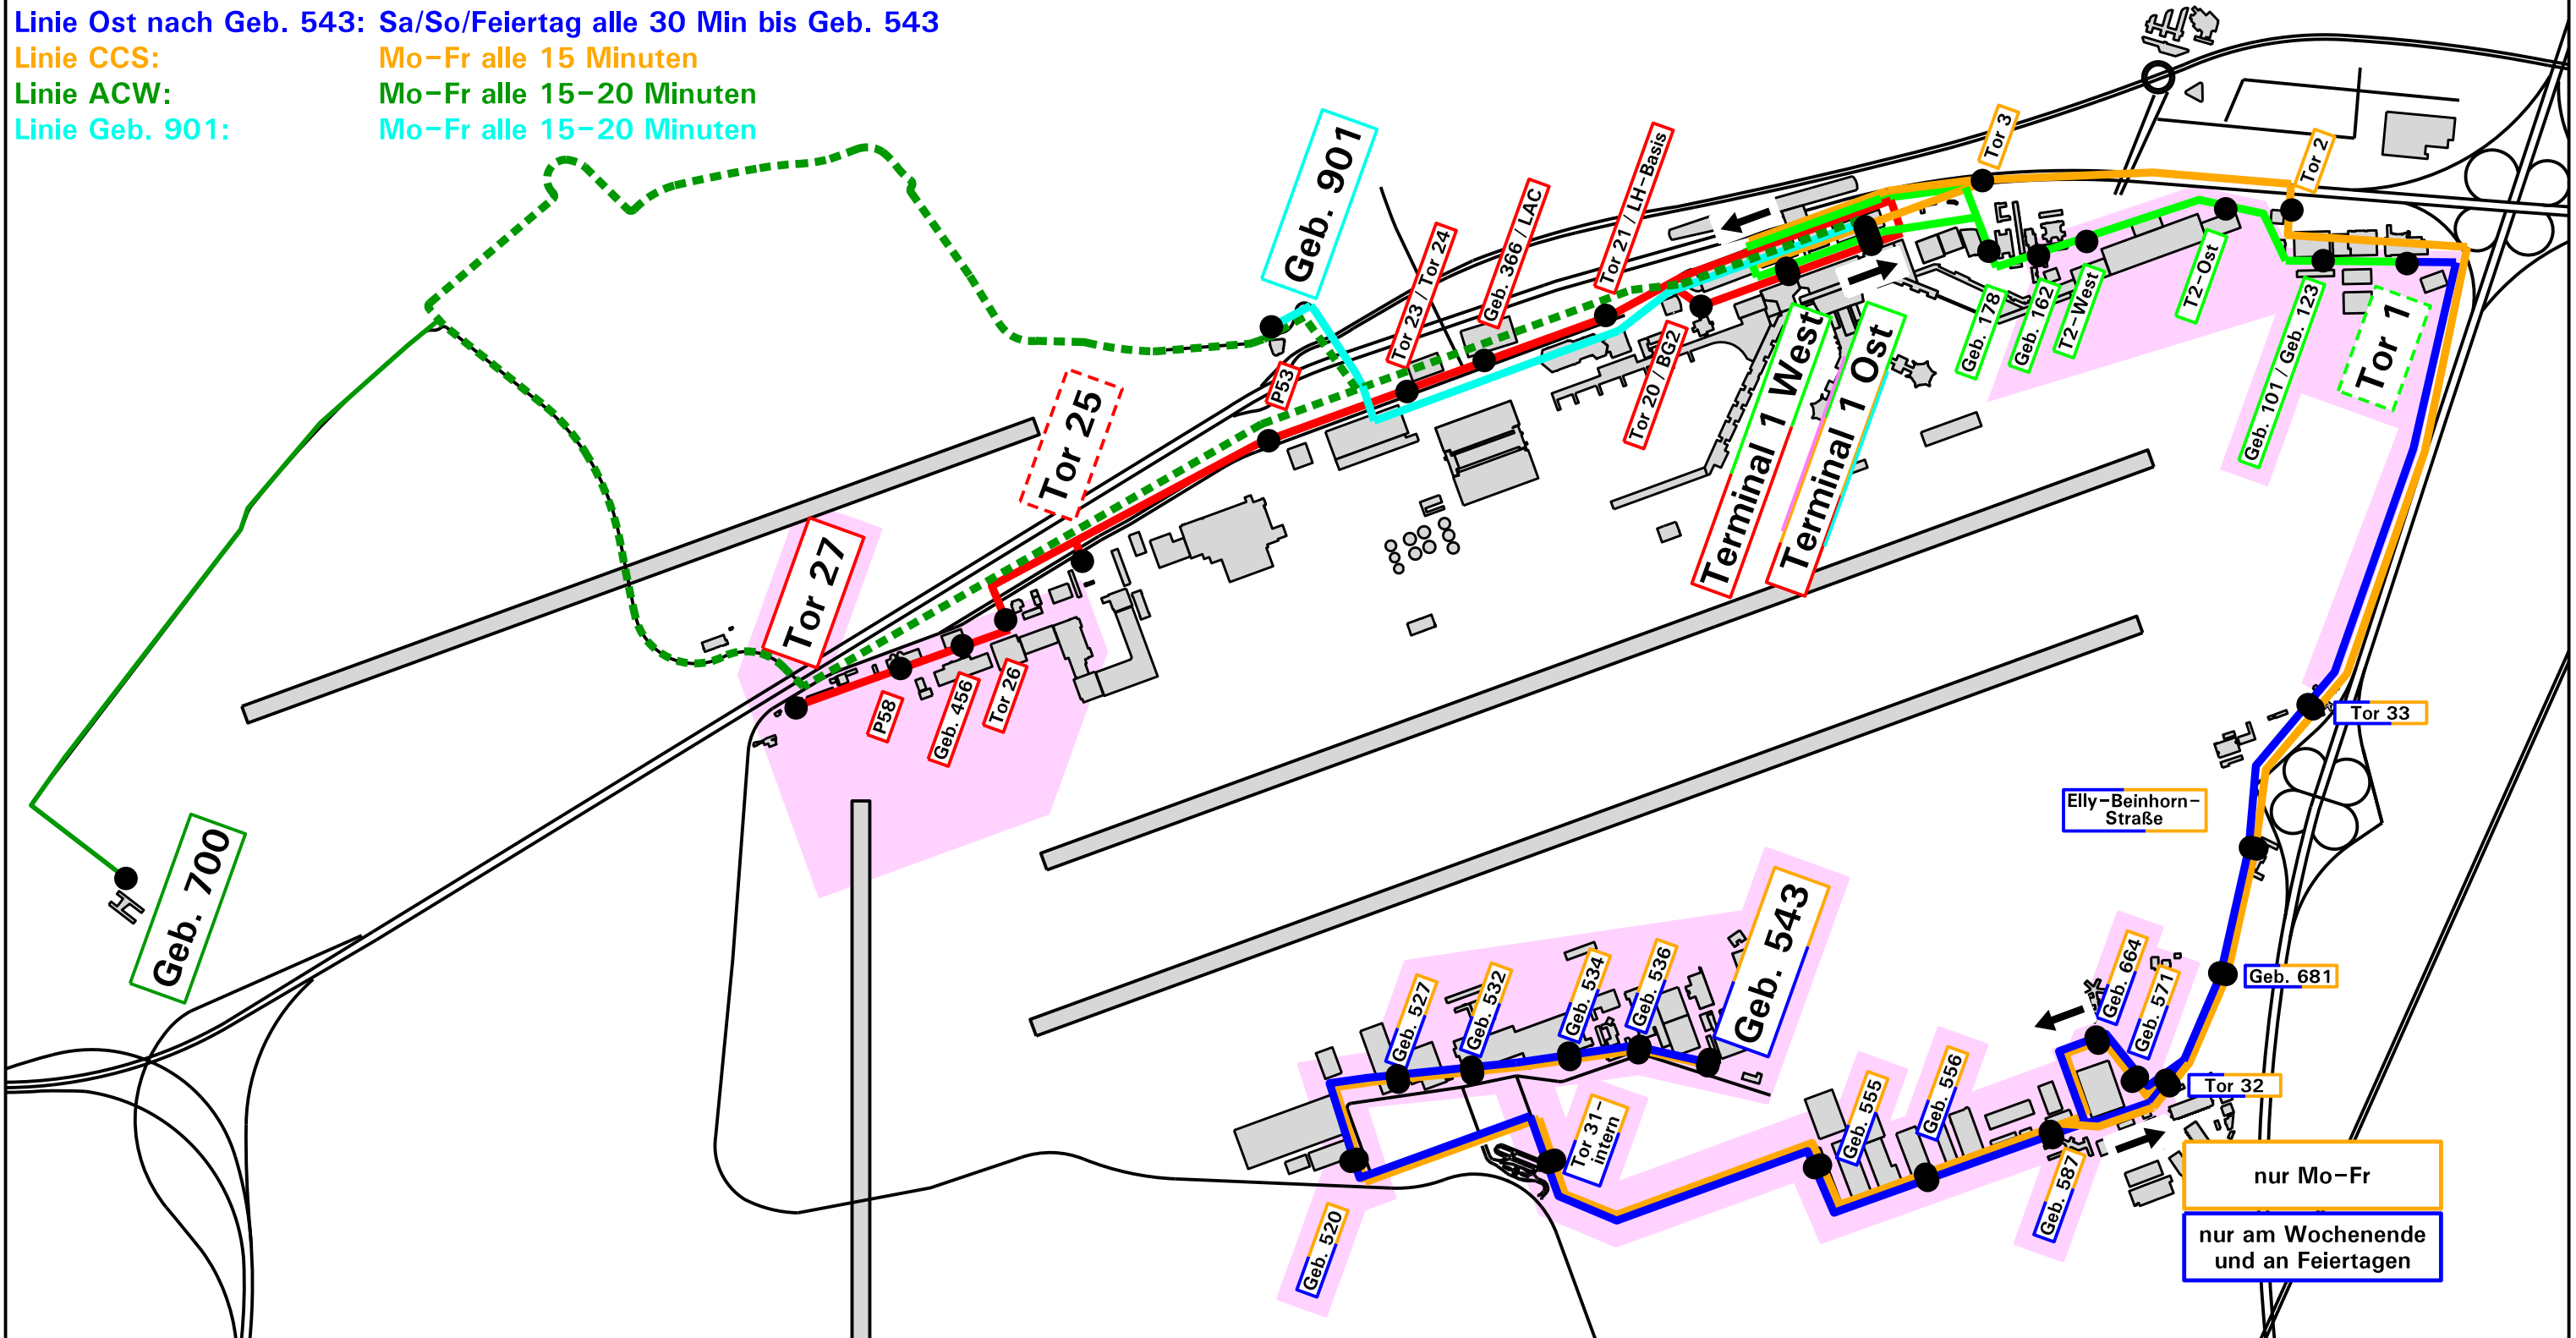 Linie Ost nach Geb. 543: Sa/So/Feiertag alle 30 Min bis Geb. 543
Linie CCS: Mo-Fr alle 15 Minuten
Linie ACW: Mo-Fr alle 15-20 Minuten
Linie Geb. 901: Mo-Fr alle 15-20 Minuten
Geb. 901
Tor 23 / Tor 24
Geb. 366 / LAC
Tor 21 / LH-Basis
Tor 3
Tor 2
P53
Tor 25
Tor 20 / BG2
Terminal 1 West
Terminal 1 Ost
Geb. 178
Geb. 162
T2-West
T2-Ost
Geb. 101 / Geb. 123
Tor 1
Tor 27
P58
Geb. 456
Tor 26
Geb. 700
Tor 33
Elly-Beinhorn-
Straße
Geb. 681
Geb. 664
Geb. 571
Tor 32
Geb. 543
Geb. 527
Geb. 532
Geb. 534
Geb. 536
Geb. 520
Tor 31-
intern
Geb. 555
Geb. 556
Geb. 587
nur Mo-Fr
nur am Wochenende
und an Feiertagen